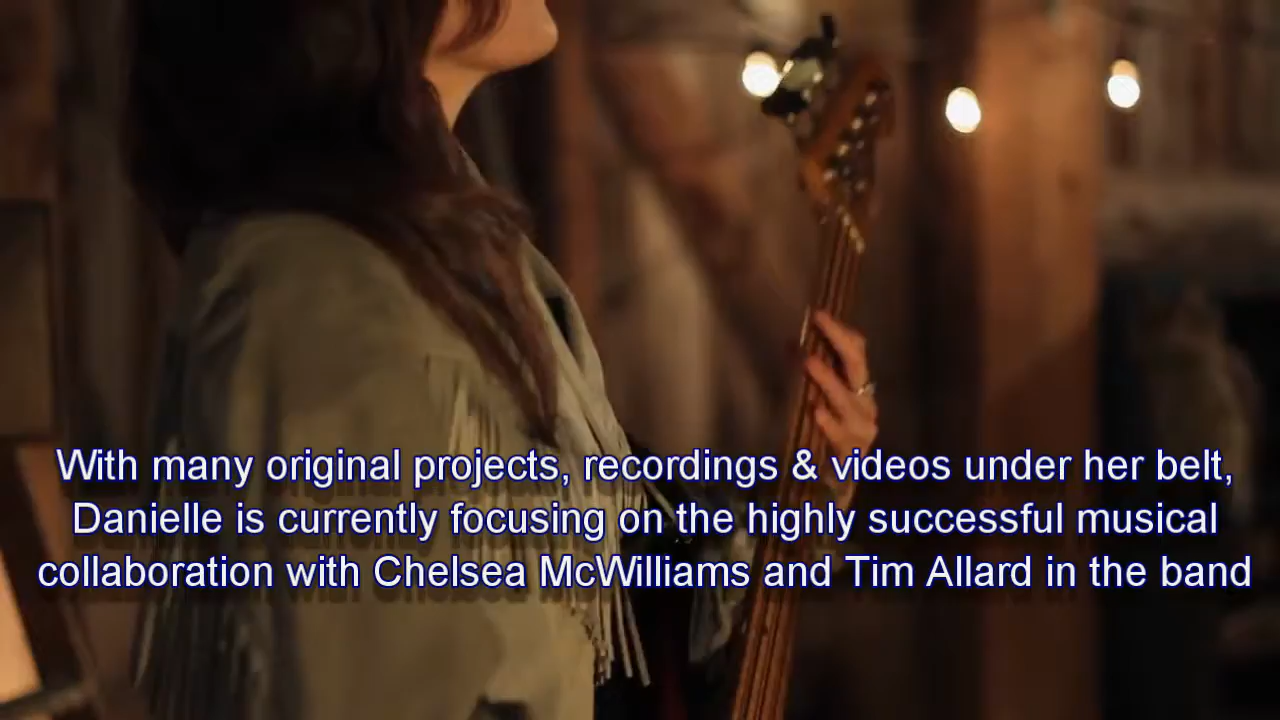 With many original projects, recordings & videos under her belt,
Danielle is currently focusing on the highly successful musical
collaboration with Chelsea McWilliams and Tim Allard in the band